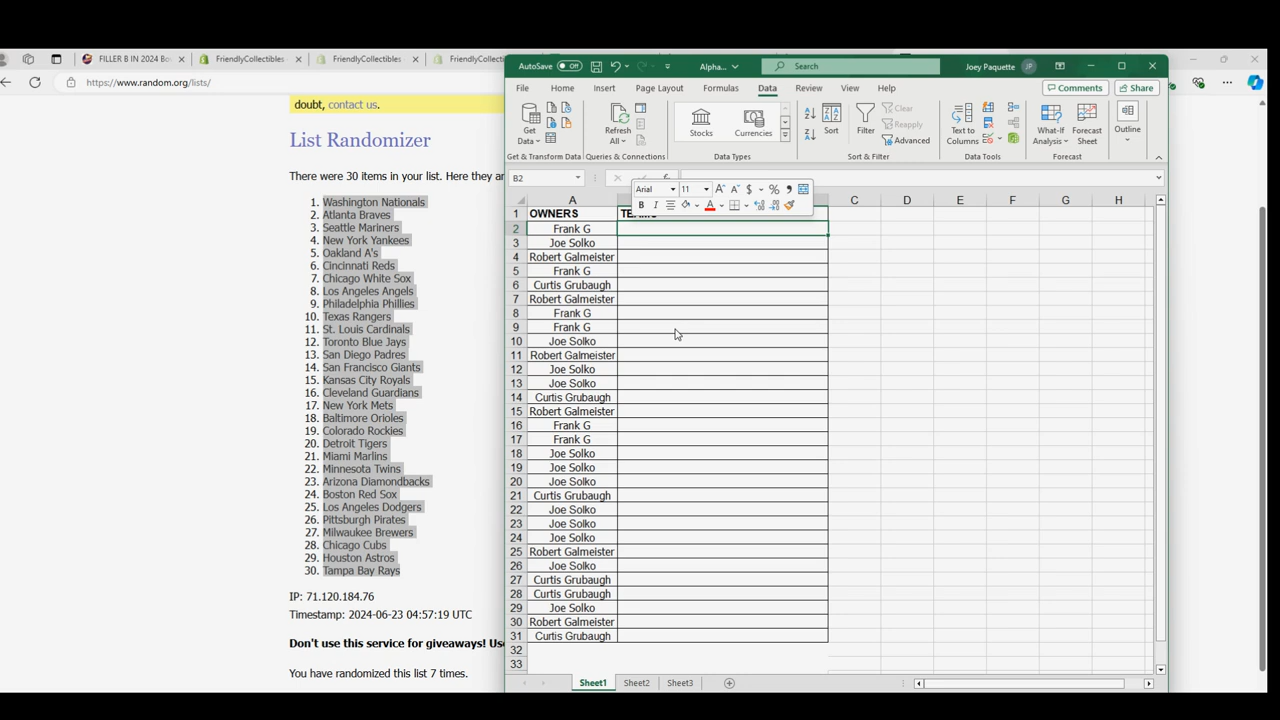 FILLER B IN 2024 Bo
FriendlyCollectibles
FriendlyCollectibles
FriendlyCollecti
https://www.random.org/lists/
doubt, contact us.
List Randomizer
There were 30 items in your list. Here they ar
1. Washington Nationals
2. Atlanta Braves
3. Seattle Mariners
4. New York Yankees
5. Oakland A's
6. Cincinnati Reds
7. Chicago White Sox
8. Los Angeles Angels
9. Philadelphia Phillies
10. Texas Rangers
11. St. Louis Cardinals
12. Toronto Blue Jays
13. San Diego Padres
14. San Francisco Giants
15. Kansas City Royals
16. Cleveland Guardians
17. New York Mets
18. Baltimore Orioles
19. Colorado Rockies
20. Detroit Tigers
21. Miami Marlins
22. Minnesota Twins
23. Arizona Diamondbacks
24. Boston Red Sox
25. Los Angeles Dodgers
26. Pittsburgh Pirates
27. Milwaukee Brewers
28. Chicago Cubs
29. Houston Astros
30. Tampa Bay Rays
IP: 71.120.184.76
Timestamp: 2024-06-23 04:57:19 UTC
Don't use this service for giveaways! Use
You have randomized this list 7 times.
AutoSave Off Alpha... Search Joey Paquette JP
File Home Insert Page Layout Formulas Data Review View Help Comments Share
Get Data Refresh All Stocks Currencies Sort Filter Clear Reapply Advanced Text to Columns What-If Analysis Forecast Sheet Outline
Get & Transform Data Queries & Connections Data Types Sort & Filter Data Tools Forecast
B2
Arial 11 A A $ % ,
B I A
A B C D E F G H
1 OWNERS
2 Frank G
3 Joe Solko
4 Robert Galmeister
5 Frank G
6 Curtis Grubaugh
7 Robert Galmeister
8 Frank G
9 Frank G
10 Joe Solko
11 Robert Galmeister
12 Joe Solko
13 Joe Solko
14 Curtis Grubaugh
15 Robert Galmeister
16 Frank G
17 Frank G
18 Joe Solko
19 Joe Solko
20 Joe Solko
21 Curtis Grubaugh
22 Joe Solko
23 Joe Solko
24 Joe Solko
25 Robert Galmeister
26 Joe Solko
27 Curtis Grubaugh
28 Curtis Grubaugh
29 Joe Solko
30 Robert Galmeister
31 Curtis Grubaugh
32
33
Sheet1 Sheet2 Sheet3